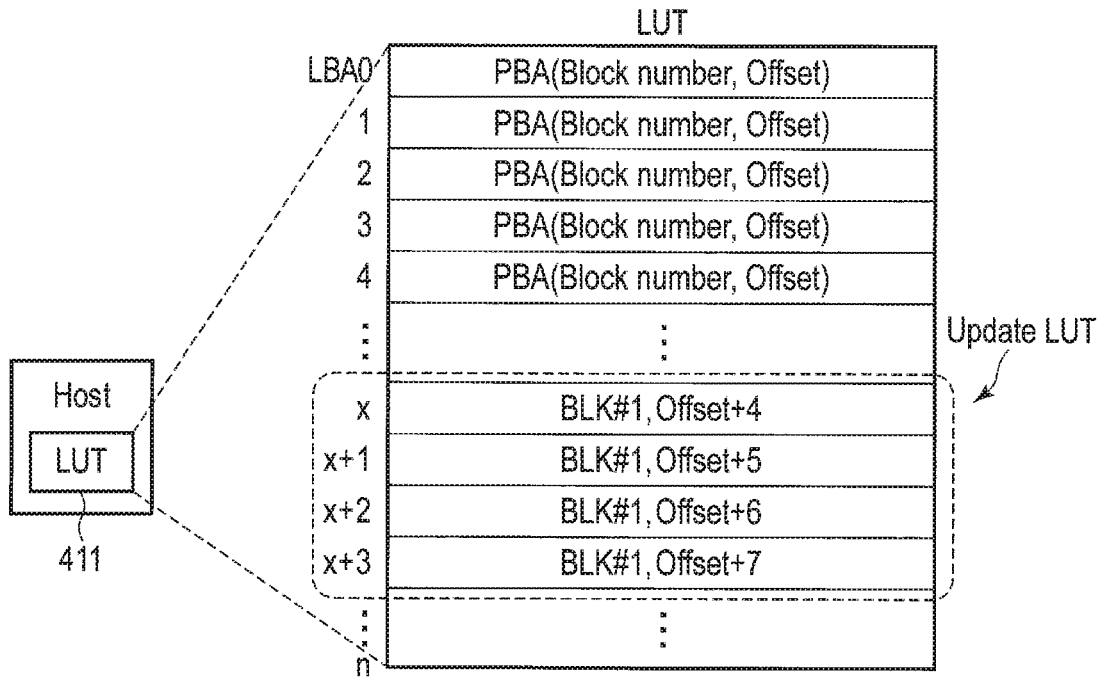 LUT
LBA0 PBA(Block number, Offset)
1 PBA(Block number, Offset)
2 PBA(Block number, Offset)
3 PBA(Block number, Offset)
4 PBA(Block number, Offset)
Update LUT
Host
LUT
411
x BLK#1,Offset+4
x+1 BLK#1,Offset+5
x+2 BLK#1,Offset+6
x+3 BLK#1,Offset+7
n